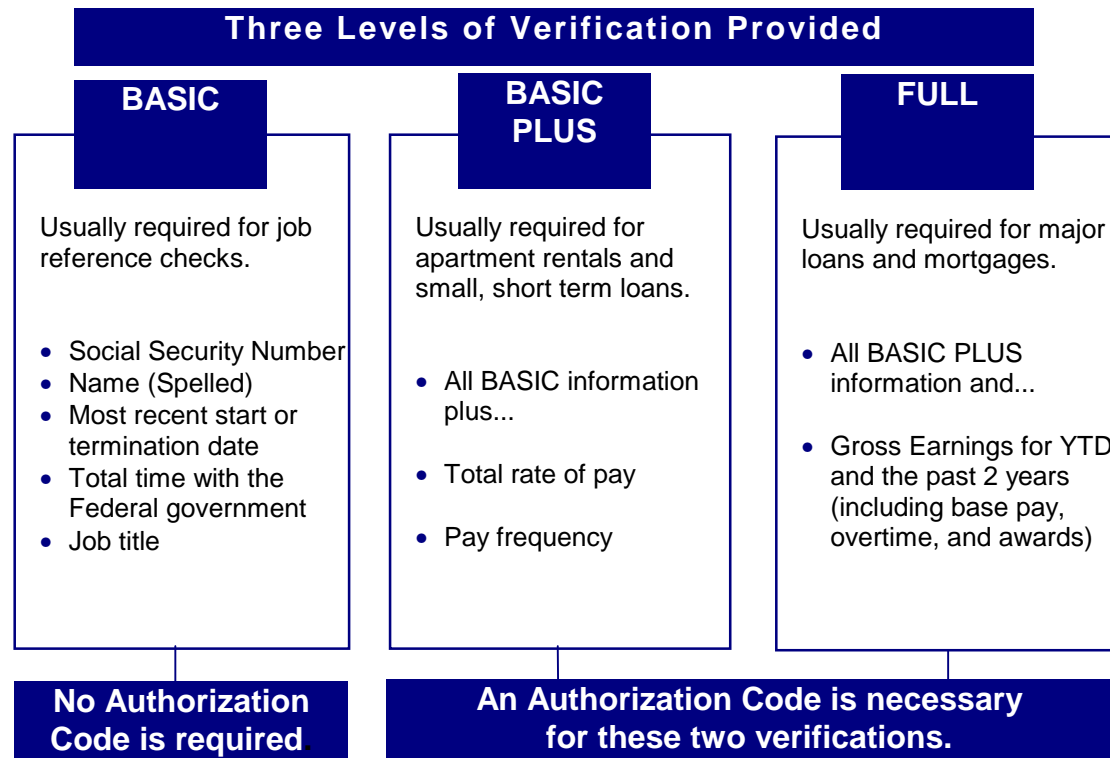 Three Levels of Verification Provided
BASIC
Usually required for job
reference checks.
• Social Security Number
• Name (Spelled)
• Most recent start or
termination date
• Total time with the
Federal government
• Job title
No Authorization
Code is required.
BASIC
PLUS
Usually required for
apartment rentals and
small, short term loans.
• All BASIC information
plus...
• Total rate of pay
• Pay frequency
FULL
Usually required for major
loans and mortgages.
• All BASIC PLUS
information and...
• Gross Earnings for YTD
and the past 2 years
(including base pay,
overtime, and awards)
An Authorization Code is necessary
for these two verifications.